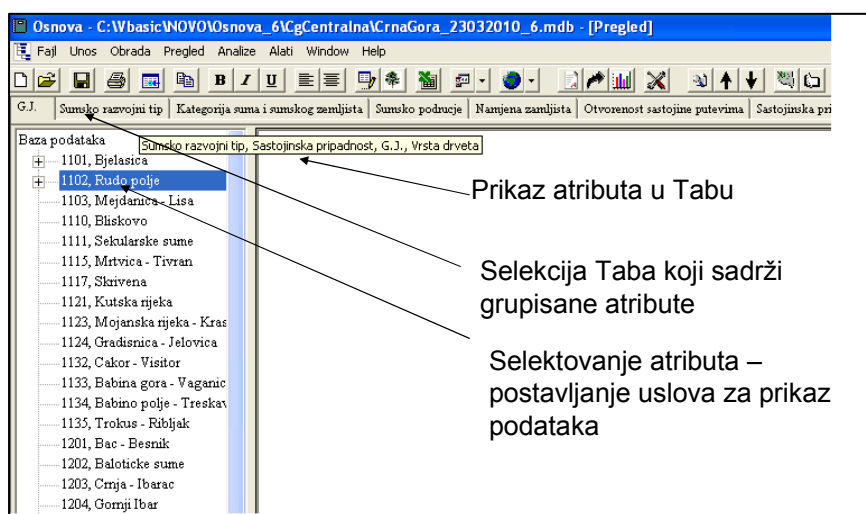 Osnova - C:\Vbasic\NOVO\Osnova_6\CgCentralna\CrnaGora_23032010_6.mdb - [Pregled]
Fajl Unos Obrada Pregled Analize Alati Window Help
B I U
G.J. Sumsko razvojni tip Kategorija suma i sumskog zemljista Sumsko podrucje Namjena zamljista Otvorenost sastojine putevima Sastojinska pri
Baza podataka
Sumsko razvojni tip, Sastojinska pripadnost, G.J., Vrsta drveta
1101, Bjelasica
1102, Rudo polje
1103, Mejdanica - Lisa
1110, Bliskovo
1111, Sekularske sume
1115, Mrtvica - Tivran
1117, Skrivena
1121, Kutska rijeka
1123, Mojanska rijeka - Kras
1124, Gradisnica - Jelovica
1132, Cakor - Visitor
1133, Babina gora - Vaganic
1134, Babino polje - Treskav
1135, Trokus - Ribljak
1201, Bac - Besnik
1202, Baloticke sume
1203, Crnja - Ibarac
1204, Gornji Ibar
Prikaz atributa u Tabu
Selekcija Taba koji sadrži
grupisane atribute
Selektovanje atributa –
postavljanje uslova za prikaz
podataka